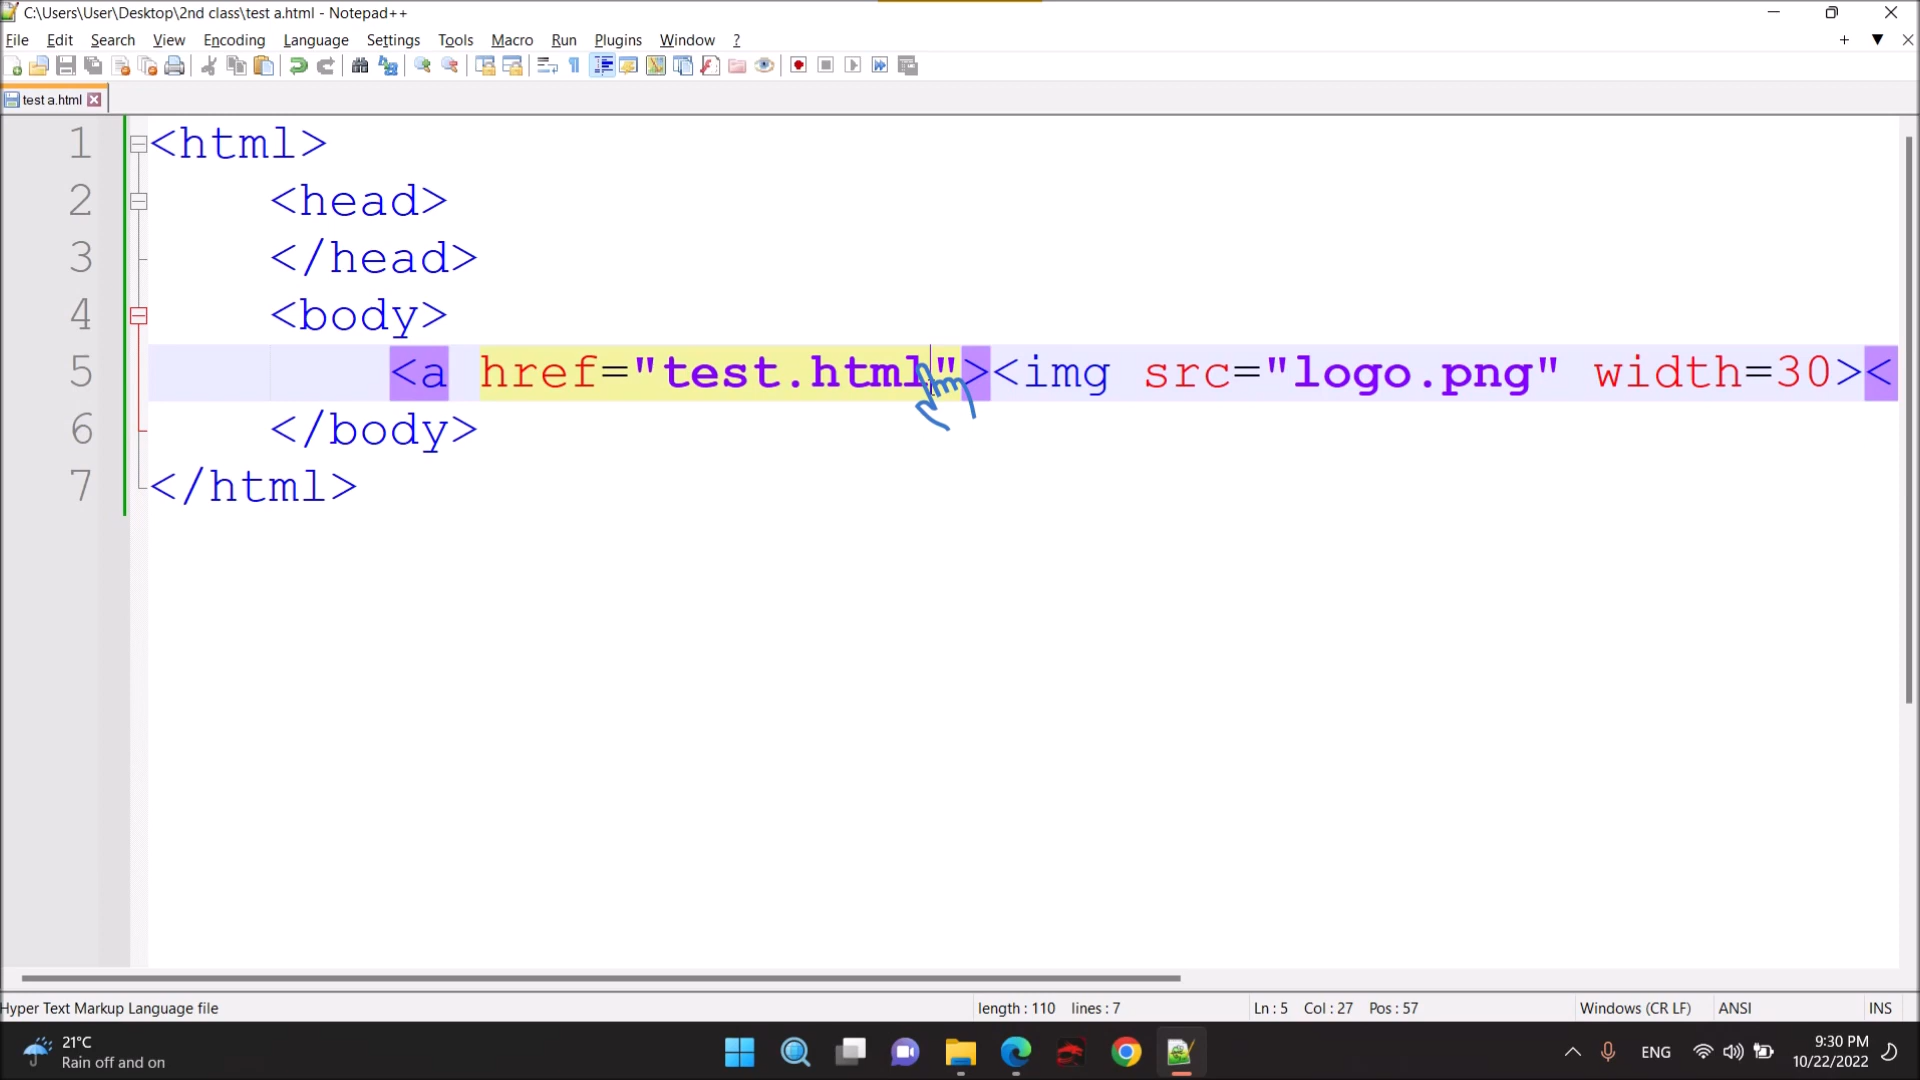 C:\Users\User\Desktop\2nd class\test a.html - Notepad++
File Edit Search View Encoding Language Settings Tools Macro Run Plugins Window ?
test a.html
1 <html>
2 <head>
3 </head>
4 <body>
5 <a href="test.html"><img src="logo.png" width=30><
6 </body>
7 </html>
Hyper Text Markup Language file length : 110 lines : 7 Ln : 5 Col : 27 Pos : 57 Windows (CR LF) ANSI INS
21°C
Rain off and on
ENG
9:30 PM
10/22/2022